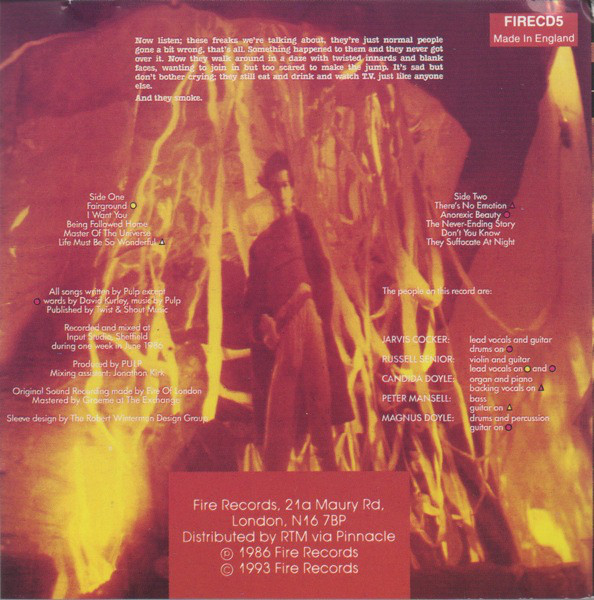 Now listen; these freaks we're talking about, they're just normal people
gone a bit wrong, that's all. Something happened to them and they never got
over it. Now they walk around in a daze with twisted innards and blank
faces, wanting to join in but too scared to make the jump. It's sad but
don't bother crying; they still eat and drink and watch T.V. just like anyone
else.
And they smoke.
FIRECD5
Made In England
Side One
Fairground
I Want You
Being Followed Home
Master Of The Universe
Life Must Be So Wonderful
Side Two
There's No Emotion
Anorexic Beauty
The Never-Ending Story
Don't You Know
They Suffocate At Night
All songs written by Pulp except
words by David Kurley, music by Pulp
Published by Twist & Shout Music
Recorded and mixed at
Input Studio, Sheffield
during one week in June 1986
Produced by PULP
Mixing assistant: Jonathan Kirk
Original Sound Recording made by Fire Of London
Mastered by Graeme at The Exchange
Sleeve design by The Robert Winterman Design Group
The people on this record are:
JARVIS COCKER: lead vocals and guitar
drums on
RUSSELL SENIOR: violin and guitar
lead vocals on and
CANDIDA DOYLE: organ and piano
backing vocals on
PETER MANSELL: bass
guitar on
MAGNUS DOYLE: drums and percussion
guitar on
Fire Records, 21a Maury Rd,
London, N16 7BP
Distributed by RTM via Pinnacle
℗ 1986 Fire Records
© 1993 Fire Records